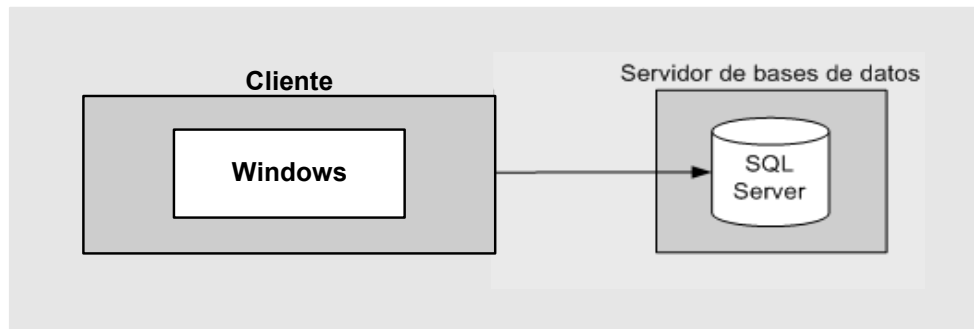 Cliente
Windows
Servidor de bases de datos
SQL
Server